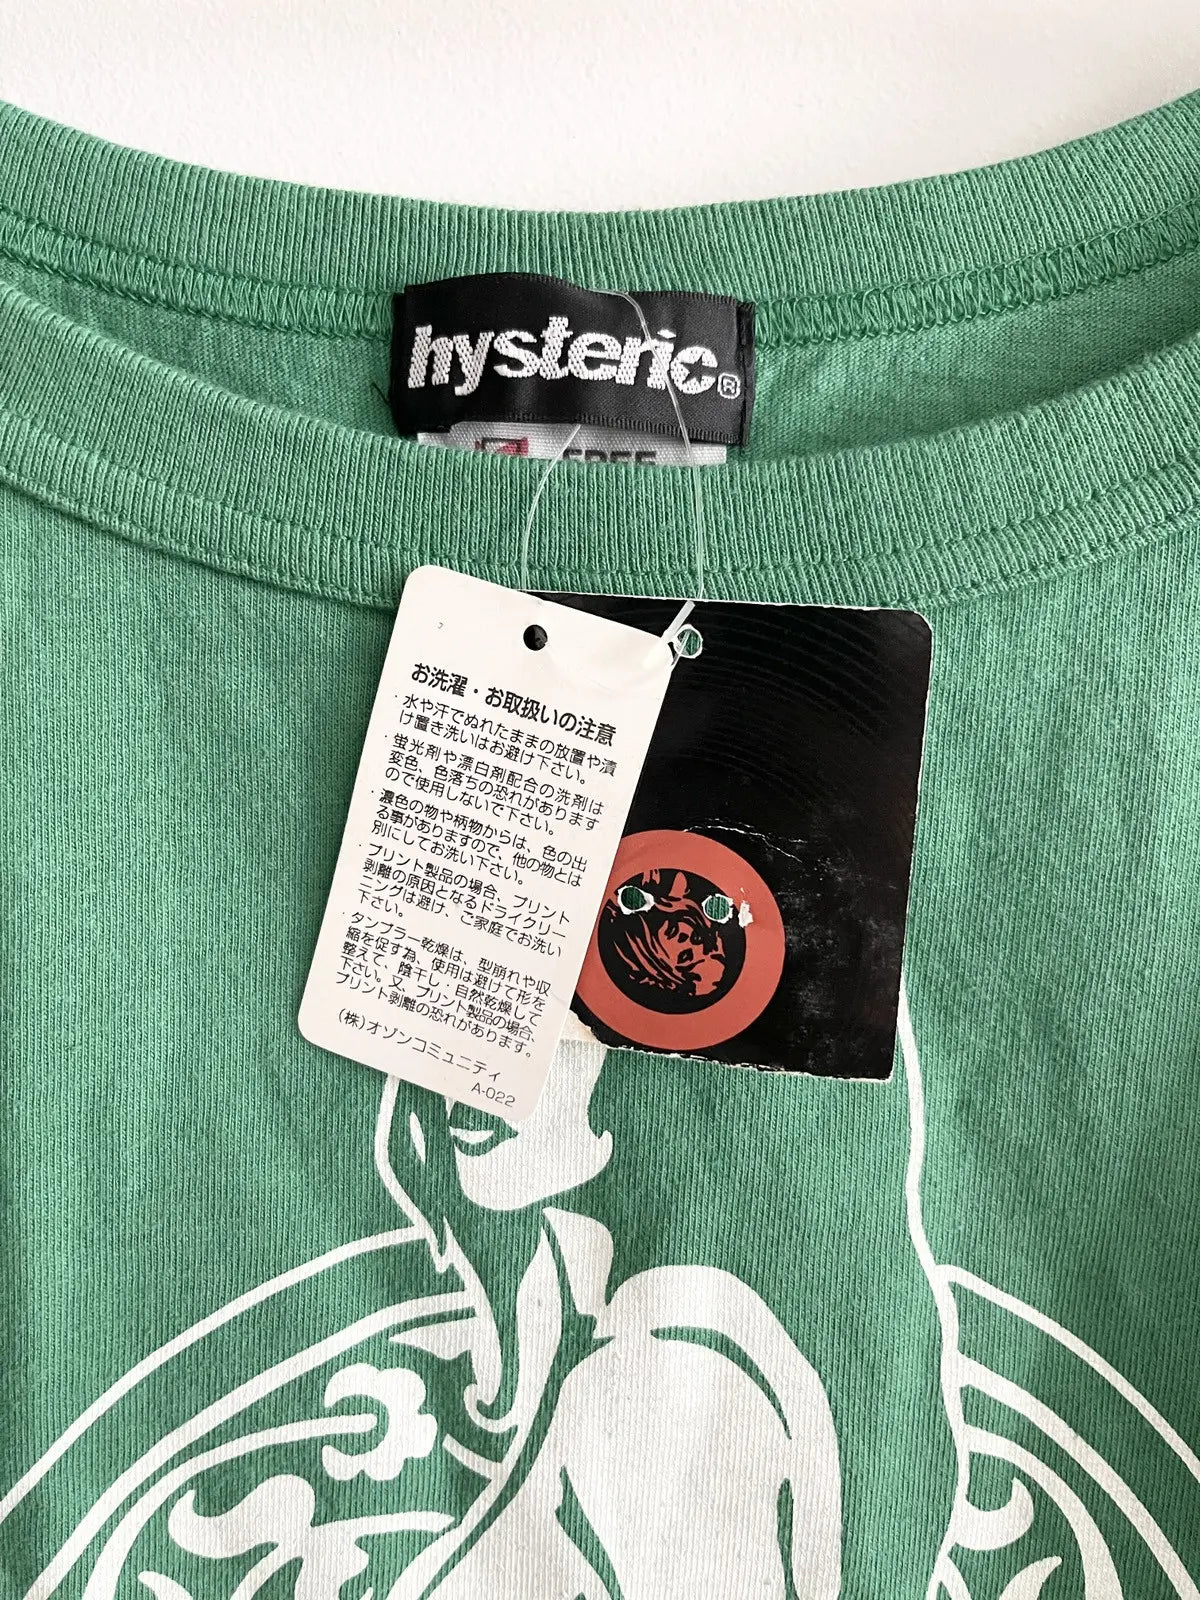 hysteric®
FREE
お洗濯・お取扱いの注意
・水や汗でぬれたままの放置や漬
け置き洗いはお避け下さい。
・蛍光剤や漂白剤配合の洗剤は
変色、色落ちの恐れがあります
ので使用しないで下さい。
・濃色の物や柄物からは、色の出
る事がありますので、他の物とは
別にしてお洗い下さい。
・プリント製品の場合、プリント
剥離の原因となるドライクリー
ニングは避け、ご家庭でお洗い
下さい。
・タンブラー乾燥は、型崩れや収
縮を促す為、使用は避けて形を
整えて、陰干し・自然乾燥して
下さい。又、プリント製品の場合、
プリント剥離の恐れがあります。
(株)オゾンコミュニティ
A-022